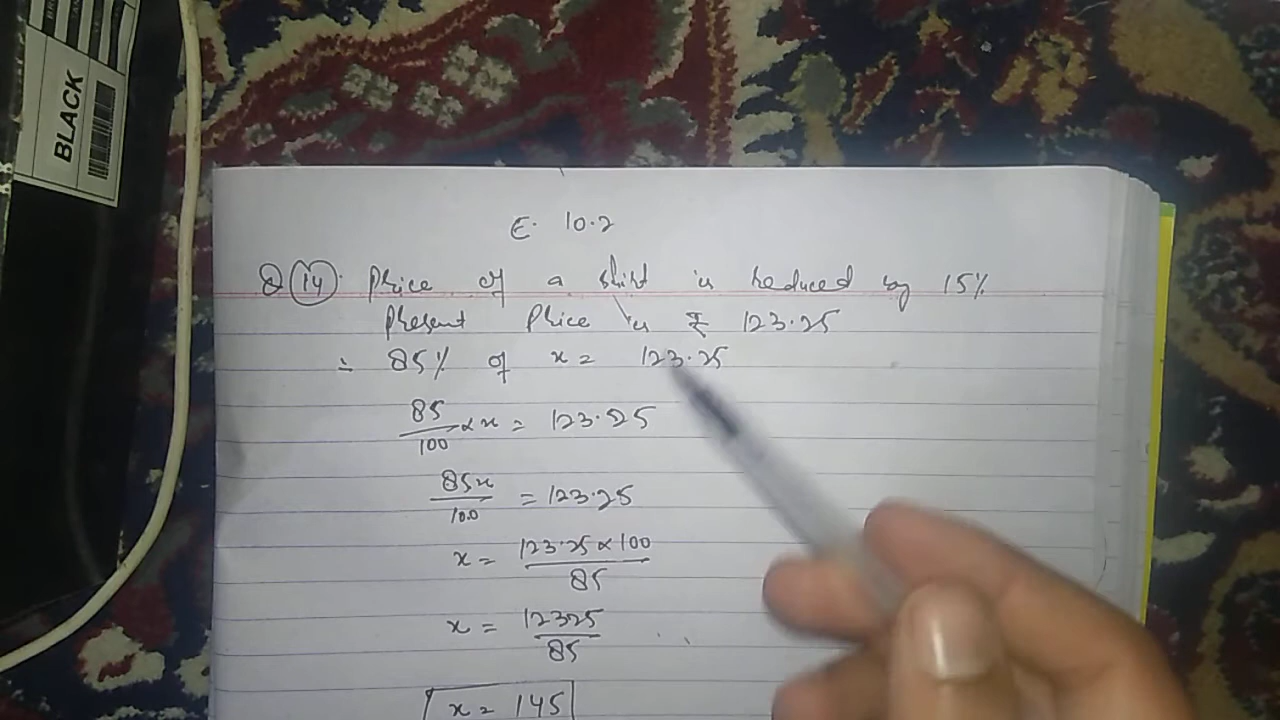 BLACK
E. 10.2
Q (14). Price of a shirt is reduced by 15%
Present Price is ₹ 123.25
∴ 85% of x = 123.25
85/100 × x = 123.25
85x/100 = 123.25
x = 123.25 × 100/85
x = 12325/85
x = 145